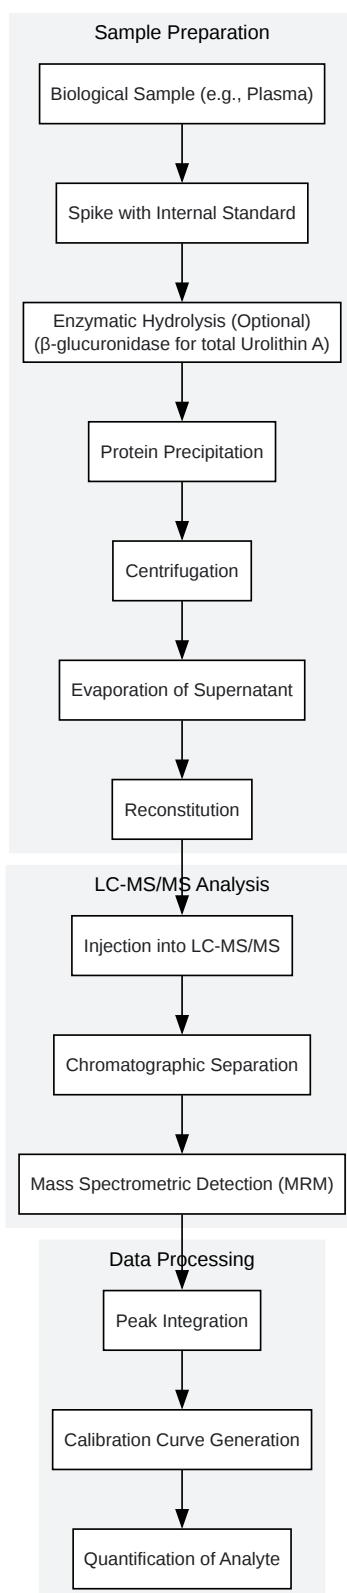 Sample Preparation
Biological Sample (e.g., Plasma)
Spike with Internal Standard
Enzymatic Hydrolysis (Optional)
(β-glucuronidase for total Urolithin A)
Protein Precipitation
Centrifugation
Evaporation of Supernatant
Reconstitution
LC-MS/MS Analysis
Injection into LC-MS/MS
Chromatographic Separation
Mass Spectrometric Detection (MRM)
Data Processing
Peak Integration
Calibration Curve Generation
Quantification of Analyte